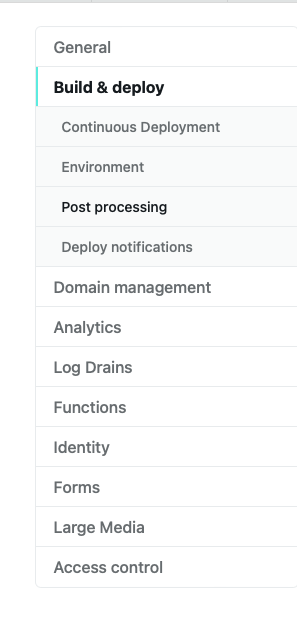 General
Build & deploy
Continuous Deployment
Environment
Post processing
Deploy notifications
Domain management
Analytics
Log Drains
Functions
Identity
Forms
Large Media
Access control